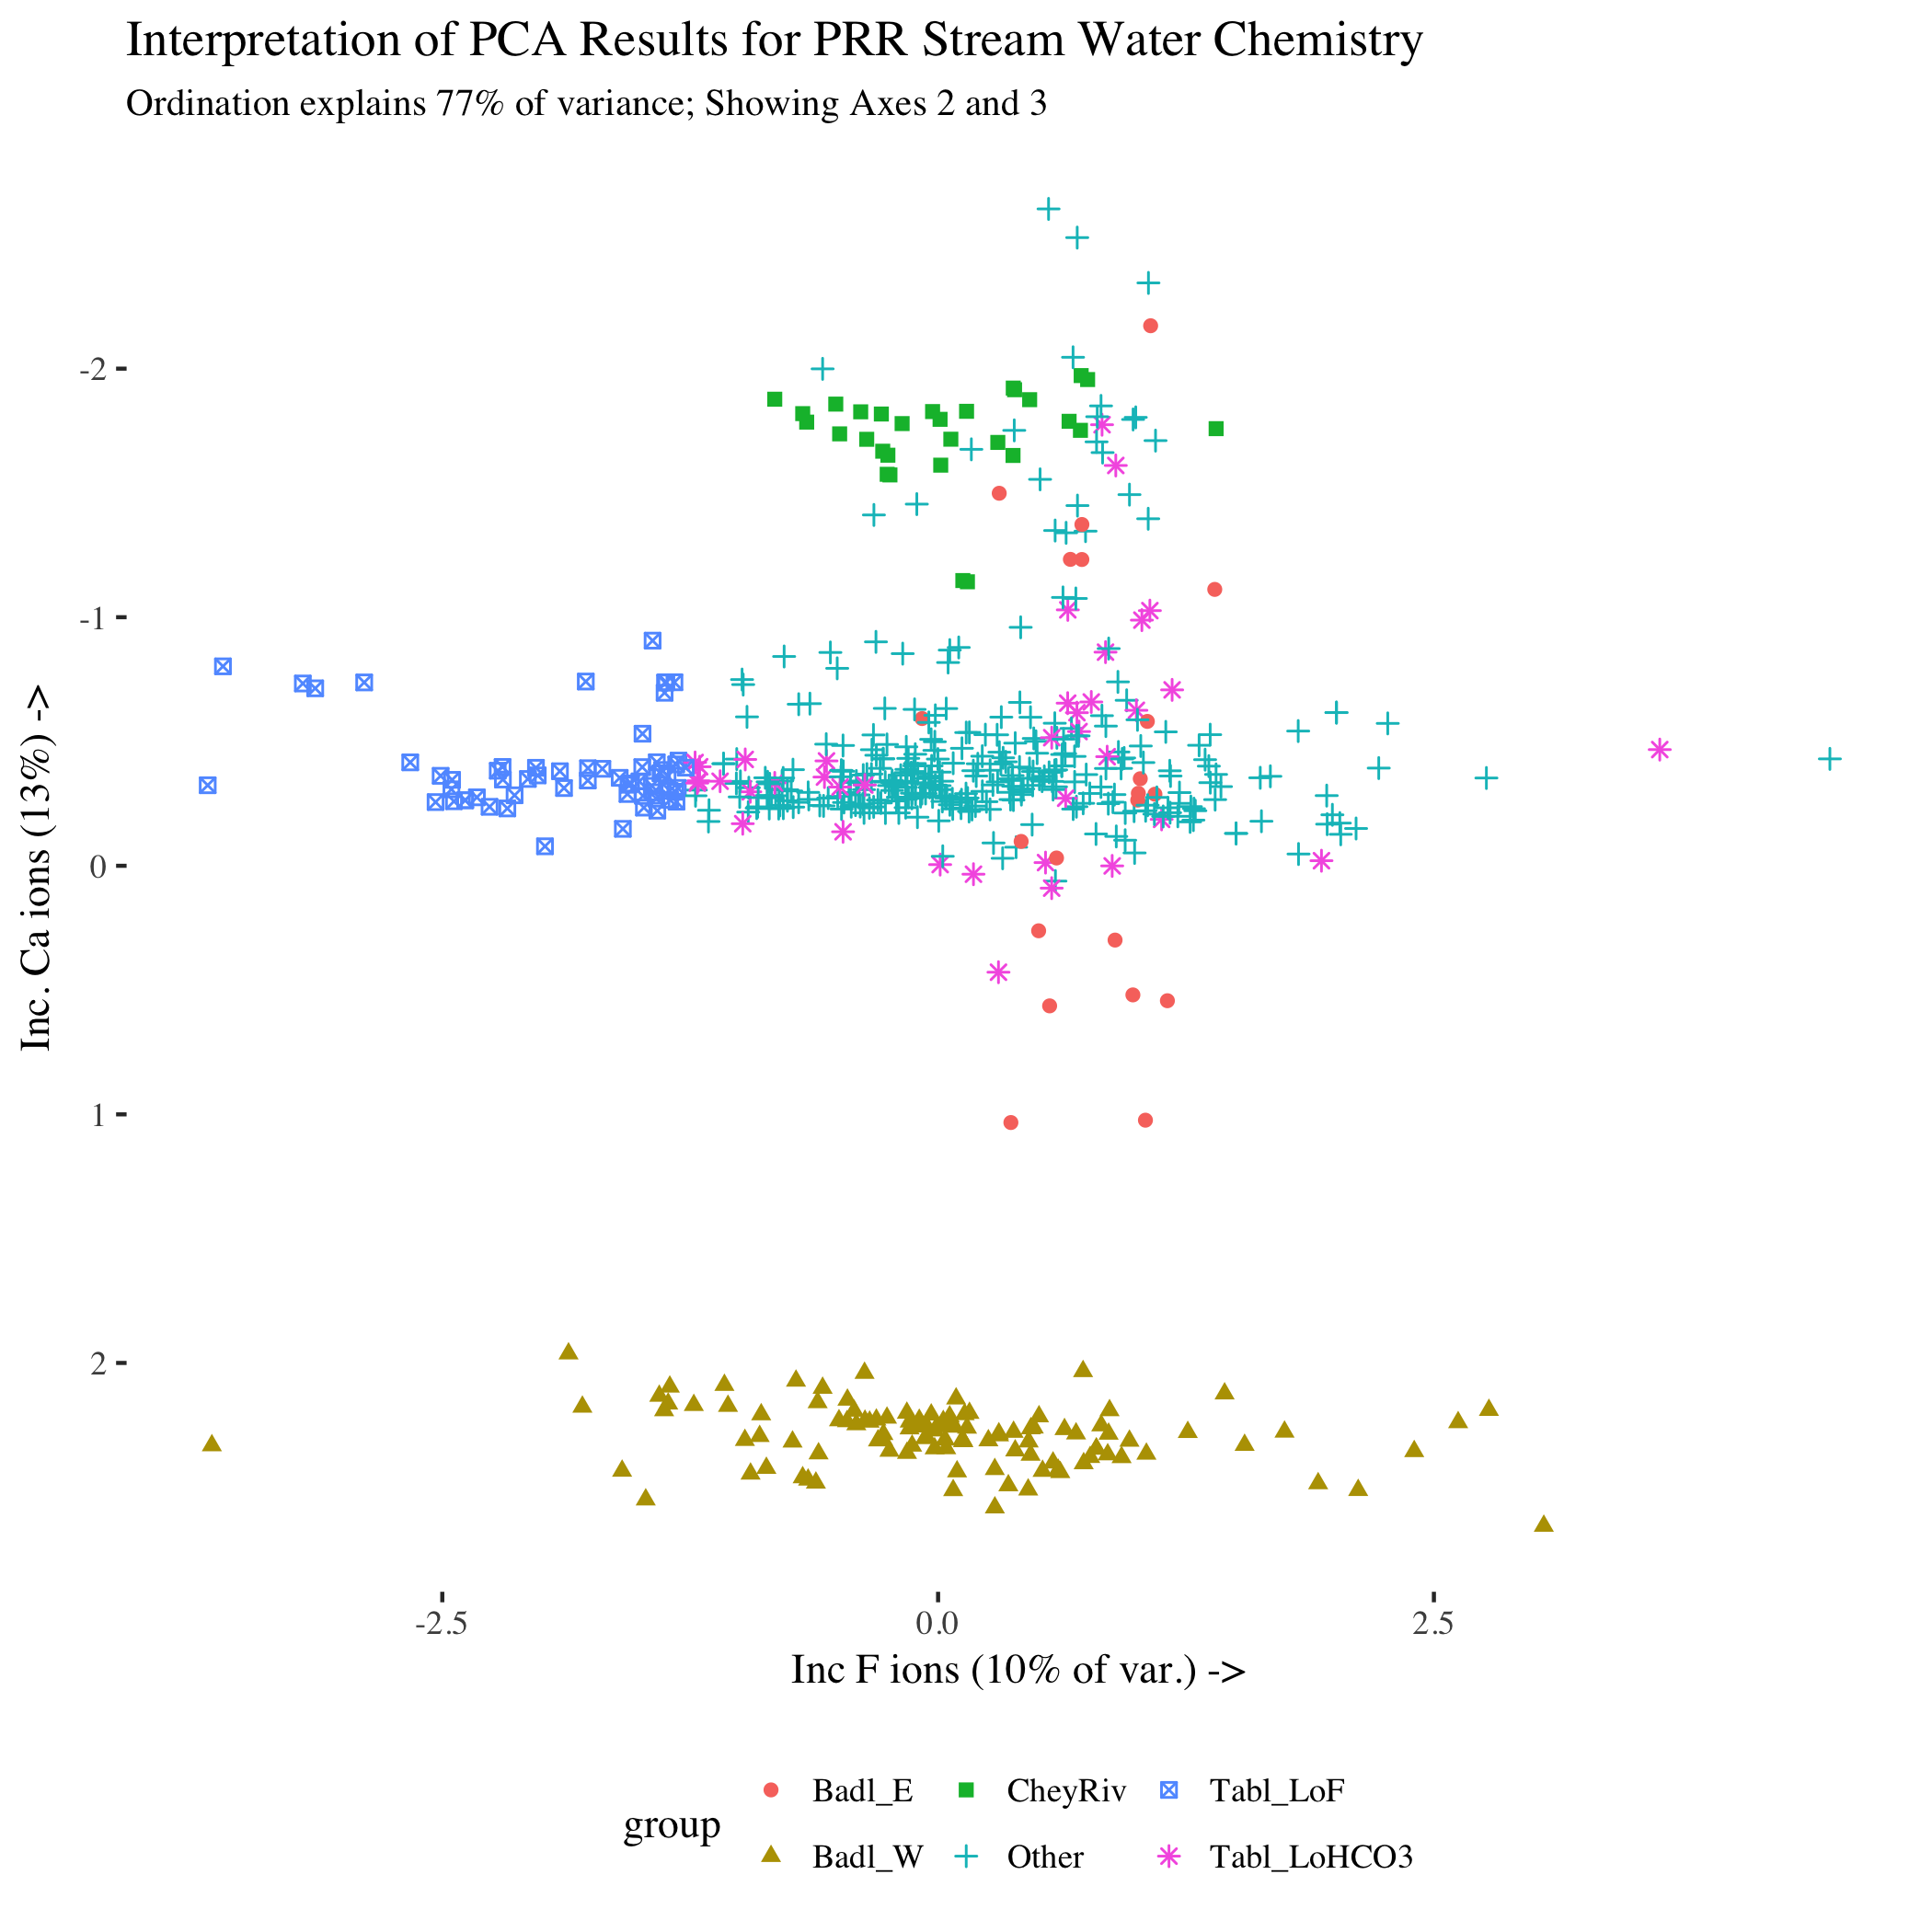 Interpretation of PCA Results for PRR Stream Water Chemistry
Ordination explains 77% of variance; Showing Axes 2 and 3
Inc. Ca ions (13%) ->
-2
-1
0
1
2
-2.5
0.0
2.5
Inc F ions (10% of var.) ->
group
Badl_E
CheyRiv
Tabl_LoF
Badl_W
Other
Tabl_LoHCO3